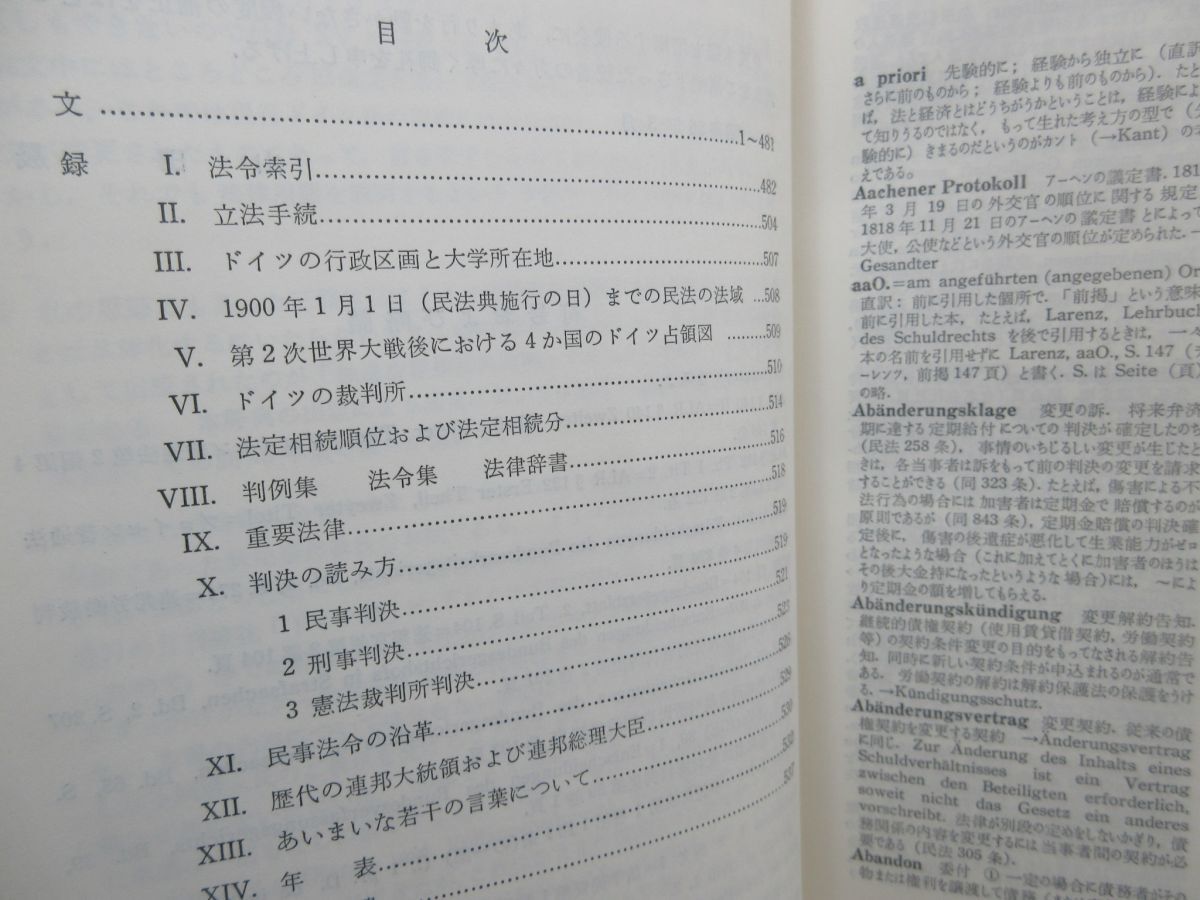 目次
文 1~481
録 I. 法令索引 482
II. 立法手続 504
III. ドイツの行政区画と大学所在地 507
IV. 1900年1月1日（民法典施行の日）までの民法の法域 508
V. 第2次世界大戦後における4か国のドイツ占領図 509
VI. ドイツの裁判所 510
VII. 法定相続順位および法定相続分 514
VIII. 判例集 法令集 法律辞書 516
IX. 重要法律 518
X. 判決の読み方 519
1 民事判決 519
2 刑事判決 521
3 憲法裁判所判決 523
XI. 民事法令の沿革 526
XII. 歴代の連邦大統領および連邦総理大臣 529
XIII. あいまいな若干の言葉について 530
XIV. 年表 532
537
a priori 先験的に；経験から独立に（直訳
さらに前のものから；経験よりも前のものから）．たと
ば，法と経済とはどうちがうかということは，経験によ
て知りうるのではなく，もって生れた考え方の型で（
験的に）きまるのだというのがカント（→Kant）の
えである。
Aachener Protokoll アーヘンの議定書．181
年3月19日の外交官の順位に関する規定
1818年11月21日のアーヘンの議定書とによって
大使，公使などという外交官の順位が定められた．→
Gesandter
aaO.=am angeführten (angegebenen) Or
直訳：前に引用した個所で．「前掲」という意味
前に引用した本，たとえば，Larenz, Lehrbuch
des Schuldrechts を後で引用するときは，一
本の名前を引用せずに Larenz, aaO., S. 147（
ーレンツ，前掲147頁）と書く．S.は Seite（頁）
の略．
Abänderungsklage 変更の訴．将来弁済
期に達する定期給付についての判決が確定したのち
（民法258条），事情のいちじるしい変更が生じたと
きは，各当事者は訴をもって前の判決の変更を請求
することができる（同323条）．たとえば，傷害による不
法行為の場合には加害者は定期金で賠償するのが
原則であるが（同843条），定期金賠償の判決確
定後に，傷害の後遺症が悪化して生業能力がゼロ
となったような場合（これに加えてとくに加害者のほうは
その後大金持になったというような場合）には，～によ
り定期金の額を増してもらえる．
Abänderungskündigung 変更解約告知．
継続的債権契約（使用賃貸借契約，労働契約
等）の契約条件変更の目的をもってなされる解約告
知．同時に新しい契約条件が申込まれるのが通常で
ある．労働契約の解約は解約保護法の保護をうけ
る．→Kündigungsschutz.
Abänderungsvertrag 変更契約．従来の債
権契約を変更する契約 →Änderungsvertrag
に同じ．Zur Änderung des Inhalts eines
Schuldverhältnisses ist ein Vertrag
zwischen den Beteiligten erforderlich,
soweit nicht das Gesetz ein anderes
vorschreibt. 法律が別段の定めをしないかぎり，債
務関係の内容を変更するには当事者間の契約が必
要である（民法305条）．
Abandon 委付 ① 一定の場合に債務者がその
物または権利を譲渡して債務